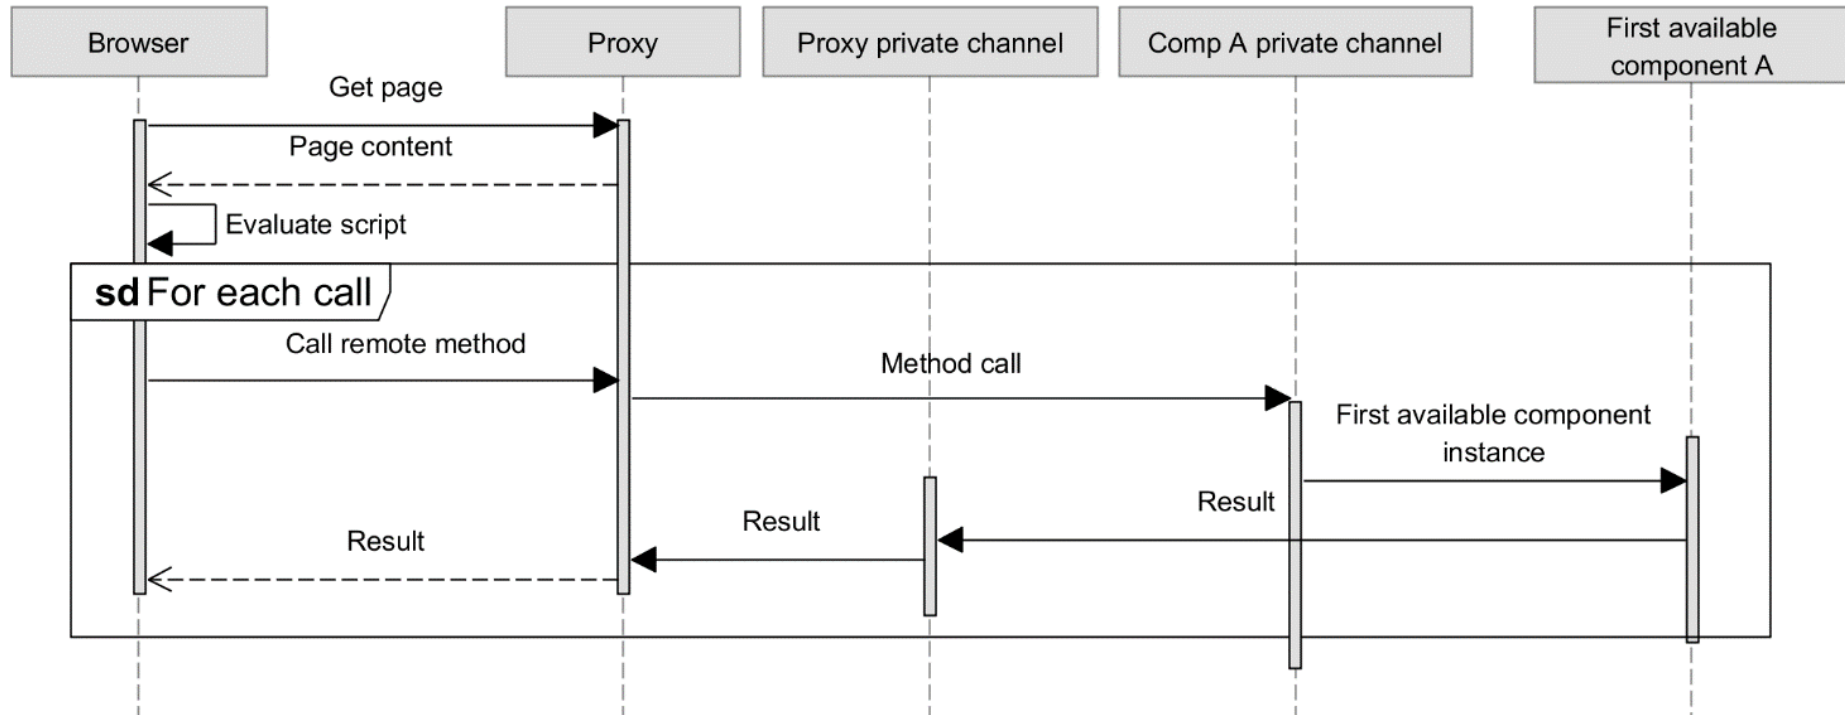 Browser
Proxy
Proxy private channel
Comp A private channel
First available
component A
Get page
Page content
Evaluate script
sd For each call
Call remote method
Method call
First available component
instance
Result
Result
Result